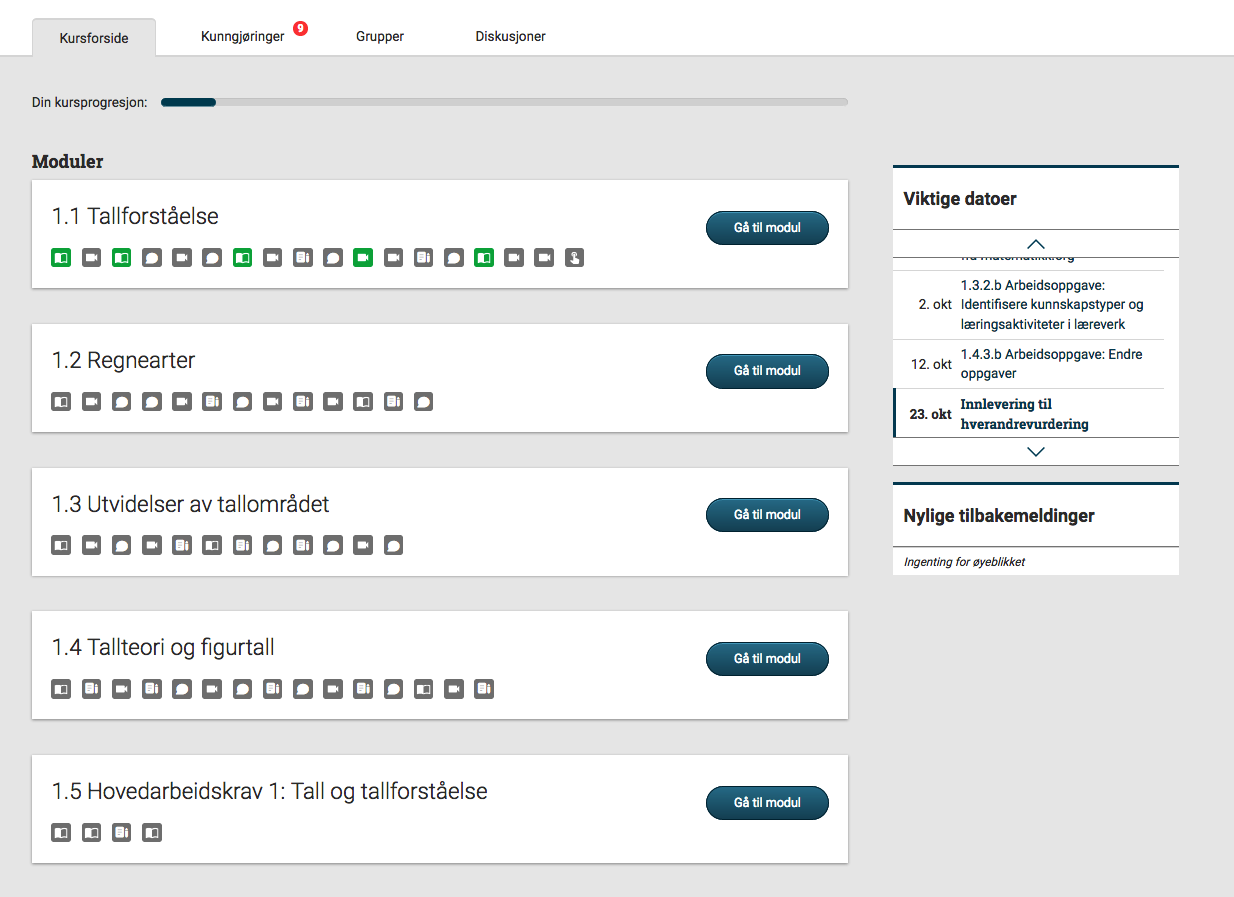 Kursforside
Kunngjøringer
9
Grupper
Diskusjoner
Din kursprogresjon:
Moduler
1.1 Tallforståelse
Gå til modul
1.2 Regnearter
Gå til modul
1.3 Utvidelser av tallområdet
Gå til modul
1.4 Tallteori og figurtall
Gå til modul
1.5 Hovedarbeidskrav 1: Tall og tallforståelse
Gå til modul
Viktige datoer
matematikk.org
2. okt
1.3.2.b Arbeidsoppgave:
Identifisere kunnskapstyper og
læringsaktiviteter i læreverk
12. okt
1.4.3.b Arbeidsoppgave: Endre
oppgaver
23. okt
Innlevering til
hverandrevurdering
Nylige tilbakemeldinger
Ingenting for øyeblikket